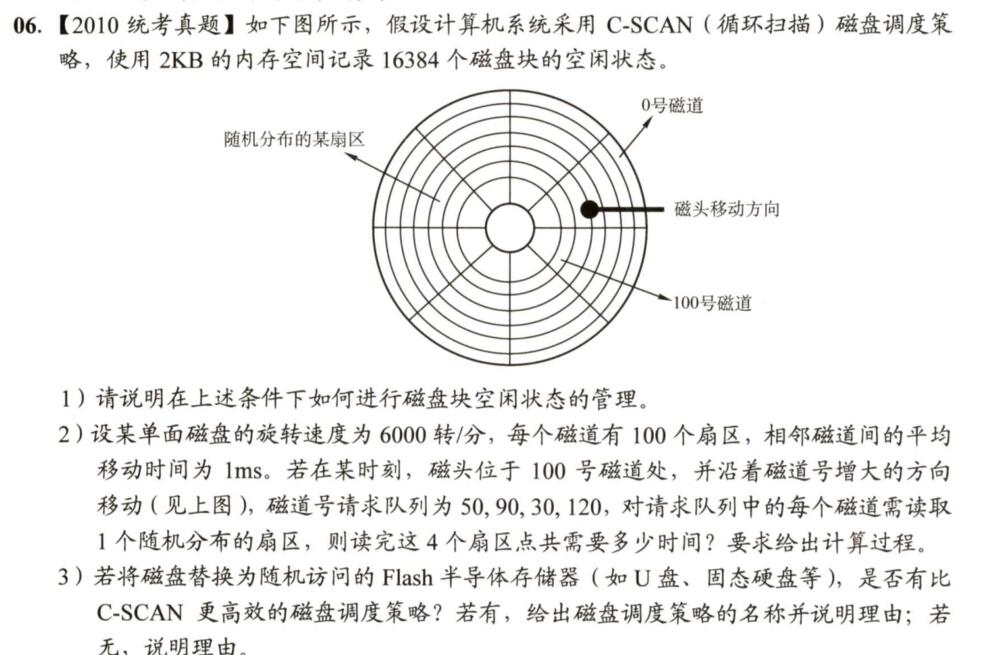 06. 【2010 统考真题】如下图所示，假设计算机系统采用 C-SCAN（循环扫描）磁盘调度策
略，使用 2KB 的内存空间记录 16384 个磁盘块的空闲状态。
0号磁道
随机分布的某扇区
磁头移动方向
100号磁道
1）请说明在上述条件下如何进行磁盘块空闲状态的管理。
2）设某单面磁盘的旋转速度为 6000 转/分，每个磁道有 100 个扇区，相邻磁道间的平均
移动时间为 1ms。若在某时刻，磁头位于 100 号磁道处，并沿着磁道号增大的方向
移动（见上图），磁道号请求队列为 50, 90, 30, 120，对请求队列中的每个磁道需读取
1 个随机分布的扇区，则读完这 4 个扇区点共需要多少时间？要求给出计算过程。
3）若将磁盘替换为随机访问的 Flash 半导体存储器（如 U 盘、固态硬盘等），是否有比
C-SCAN 更高效的磁盘调度策略？若有，给出磁盘调度策略的名称并说明理由；若
无，说明理由。